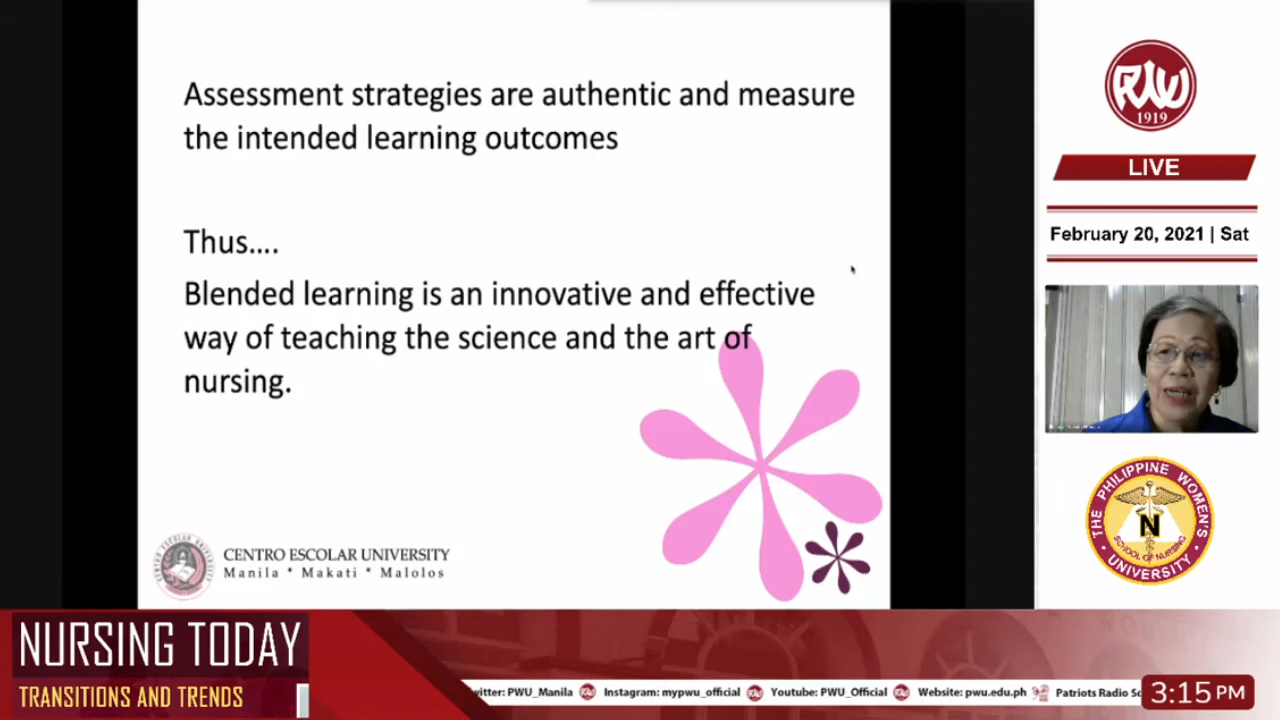 Assessment strategies are authentic and measure
the intended learning outcomes
Thus....
Blended learning is an innovative and effective
way of teaching the science and the art of
nursing.
CENTRO ESCOLAR UNIVERSITY
Manila * Makati * Malolos
1919
LIVE
February 20, 2021 | Sat
THE PHILIPPINE WOMEN'S
UNIVERSITY
SCHOOL OF NURSING
N
NURSING TODAY
TRANSITIONS AND TRENDS
witter: PWU_Manila Instagram: mypwu_official Youtube: PWU_Official Website: pwu.edu.ph Patriots Radio Sc
3:15 PM